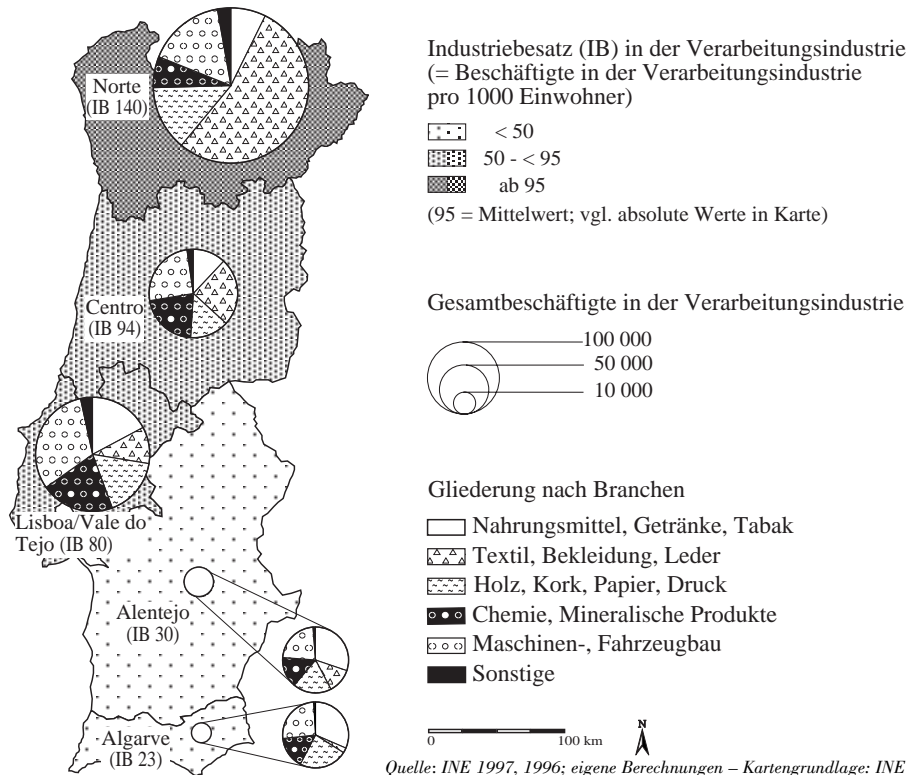 Norte
(IB 140)
Centro
(IB 94)
Lisboa/Vale do
Tejo (IB 80)
Alentejo
(IB 30)
Algarve
(IB 23)
Industriebesatz (IB) in der Verarbeitungsindustrie
(= Beschäftigte in der Verarbeitungsindustrie
pro 1000 Einwohner)
< 50
50 - < 95
ab 95
(95 = Mittelwert; vgl. absolute Werte in Karte)
Gesamtbeschäftigte in der Verarbeitungsindustrie
100 000
50 000
10 000
Gliederung nach Branchen
Nahrungsmittel, Getränke, Tabak
Textil, Bekleidung, Leder
Holz, Kork, Papier, Druck
Chemie, Mineralische Produkte
Maschinen-, Fahrzeugbau
Sonstige
0 100 km
N
Quelle: INE 1997, 1996; eigene Berechnungen – Kartengrundlage: INE